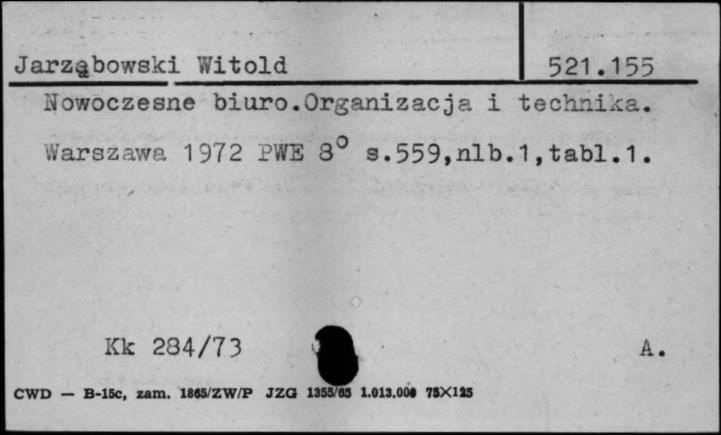 Jarząbowski Witold 521.155
Nowoczesne biuro.Organizacja i technika.
Warszawa 1972 PWE 8° s.559,nlb.1,tabl.1.
Kk 284/73 A.
CWD — B-15c, zam. 1865/ZW/P JZG 1355/65 1.013.000 75X125